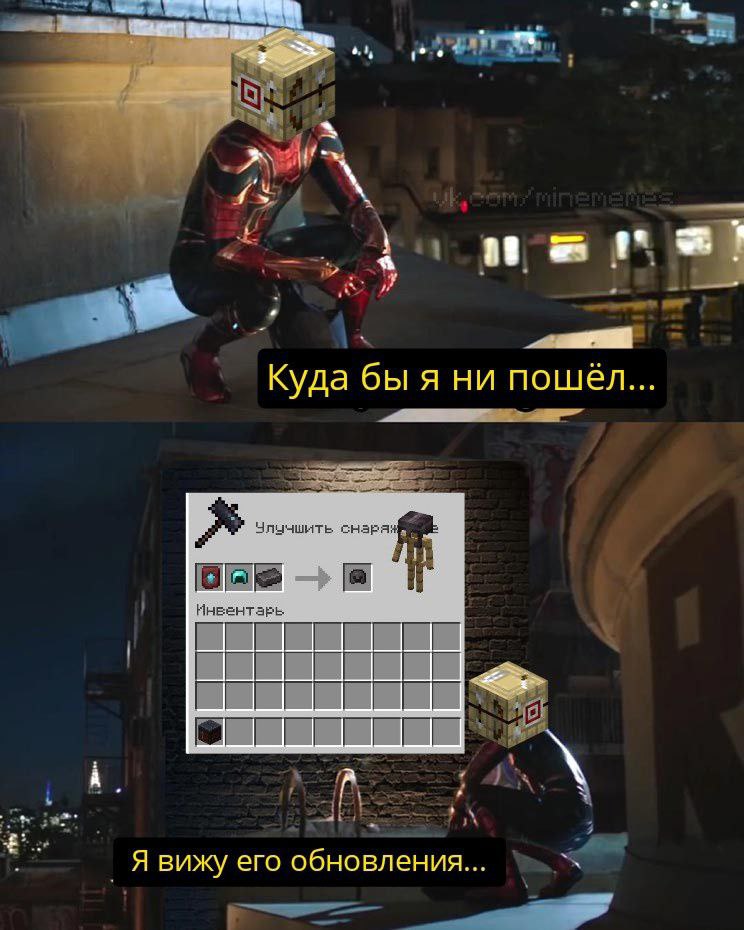 vk.com/minememes
Куда бы я ни пошёл...
Улучшить снаряж
Инвентарь
Я вижу его обновления...